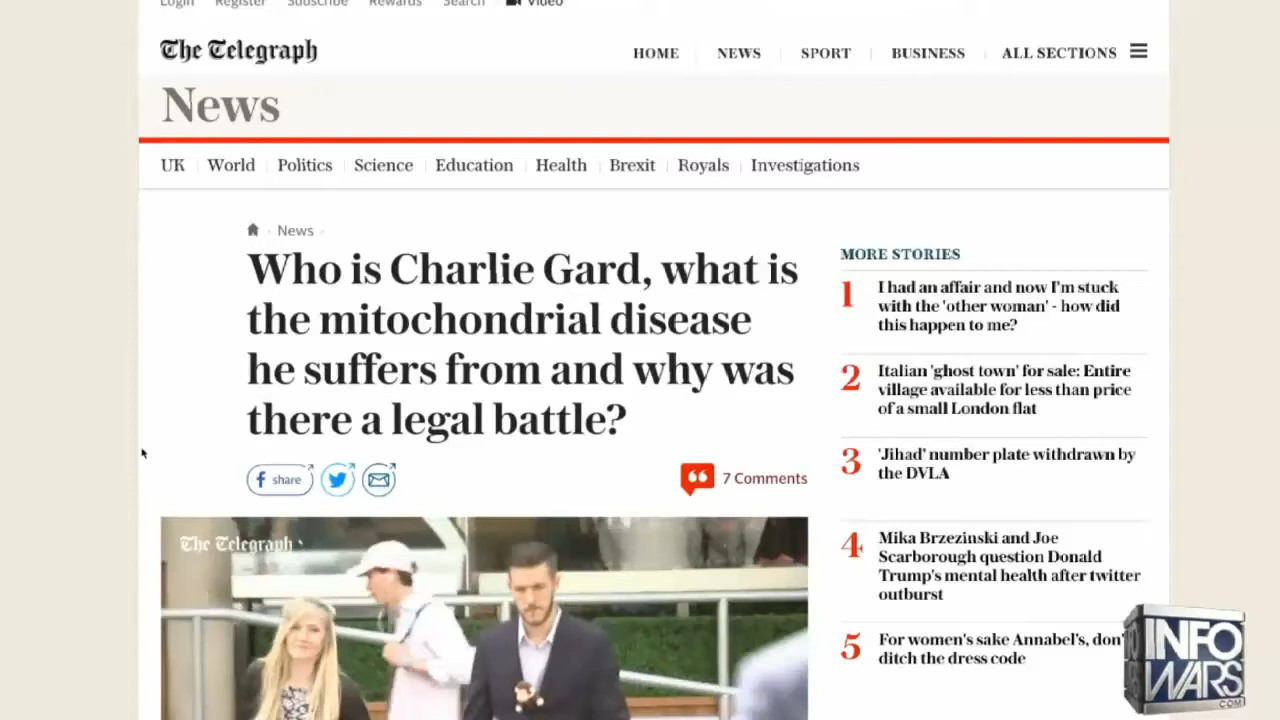 Login Register Subscribe Rewards Search Video
The Telegraph
HOME NEWS SPORT BUSINESS ALL SECTIONS
News
UK World Politics Science Education Health Brexit Royals Investigations
News
Who is Charlie Gard, what is
the mitochondrial disease
he suffers from and why was
there a legal battle?
share
7 Comments
The Telegraph
MORE STORIES
1 I had an affair and now I'm stuck
with the 'other woman' - how did
this happen to me?
2 Italian 'ghost town' for sale: Entire
village available for less than price
of a small London flat
3 'Jihad' number plate withdrawn by
the DVLA
4 Mika Brzezinski and Joe
Scarborough question Donald
Trump's mental health after twitter
outburst
5 For women's sake Annabel's, don'
ditch the dress code
INFO
WARS
.COM